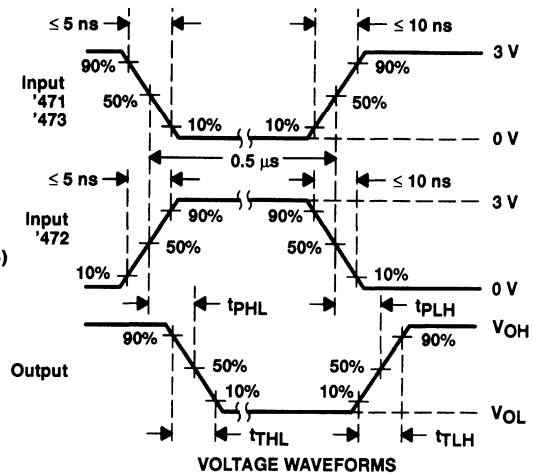 ≤ 5 ns ≤ 10 ns
3 V
90% 90%
Input
'471
'473
50% 50%
10% 10%
0 V
0.5 μs
≤ 5 ns ≤ 10 ns
3 V
90% 90%
Input
'472
50% 50%
)
10% 10%
0 V
tPHL tPLH
VOH
90% 90%
Output
50% 50%
10% 10%
VOL
tTHL tTLH
VOLTAGE WAVEFORMS